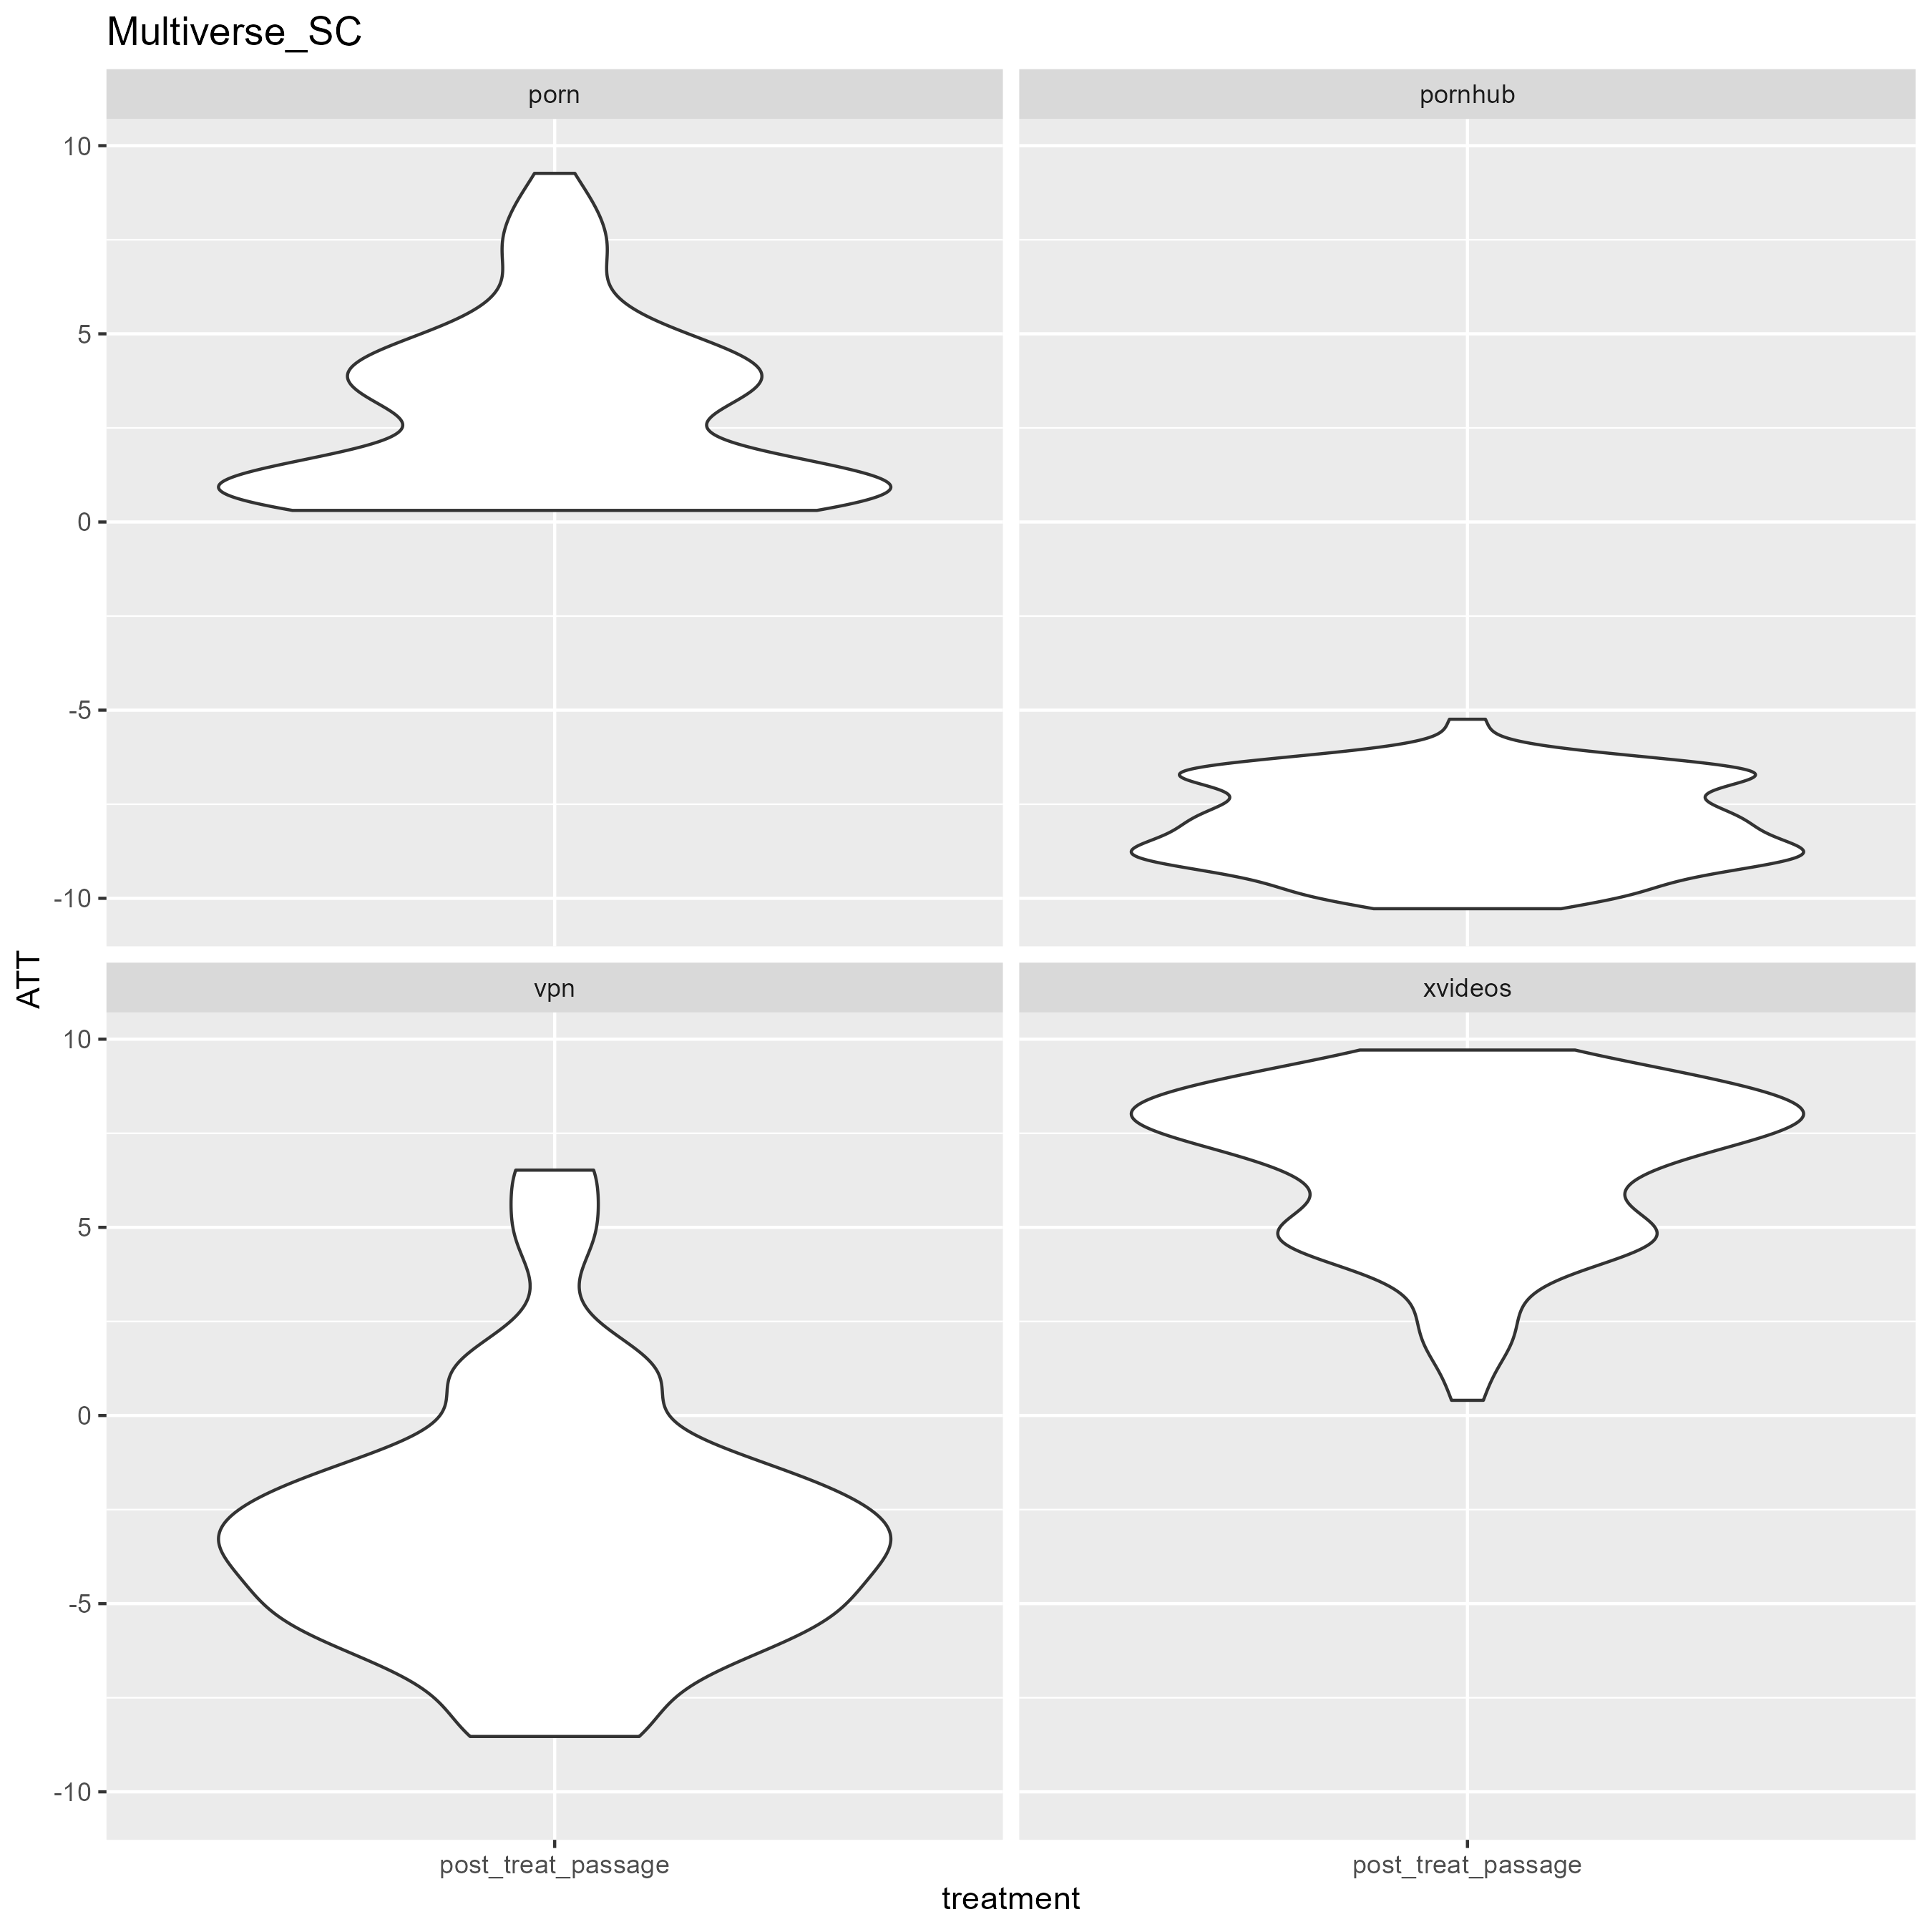 Multiverse_SC
porn
pornhub
10
5
0
-5
-10
ATT
vpn
xvideos
10
5
0
-5
-10
post_treat_passage
post_treat_passage
treatment